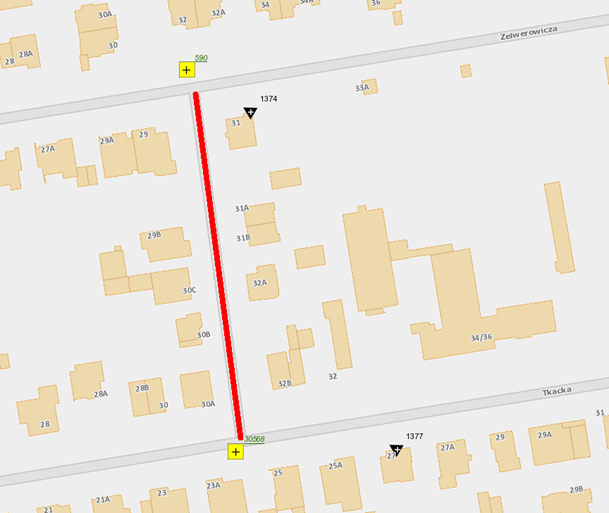 30A
32
32A
34
36
30
28
28A
Zelwerowicza
590
33A
1374
31
27A
29A
29
31A
31B
29B
32A
30C
30B
34/36
32B
32
28A
28B
30
30A
28
Tkacka
30568
1377
31
29A
29
27A
25A
25
23A
23
21A
21
29B